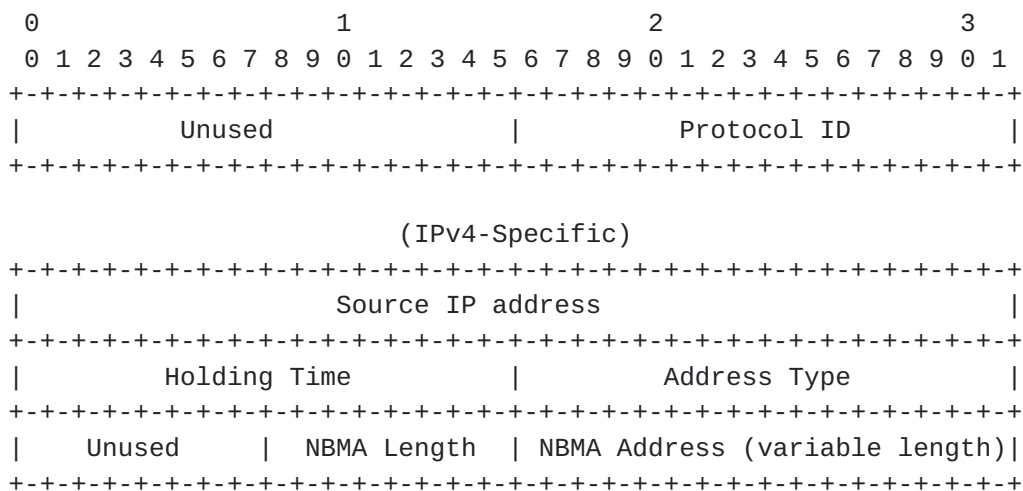 0                   1                   2                   3
 0 1 2 3 4 5 6 7 8 9 0 1 2 3 4 5 6 7 8 9 0 1 2 3 4 5 6 7 8 9 0 1
+-+-+-+-+-+-+-+-+-+-+-+-+-+-+-+-+-+-+-+-+-+-+-+-+-+-+-+-+-+-+-+-+
|          Unused               |          Protocol ID          |
+-+-+-+-+-+-+-+-+-+-+-+-+-+-+-+-+-+-+-+-+-+-+-+-+-+-+-+-+-+-+-+-+
                        (IPv4-Specific)
+-+-+-+-+-+-+-+-+-+-+-+-+-+-+-+-+-+-+-+-+-+-+-+-+-+-+-+-+-+-+-+-+
|                    Source IP address                          |
+-+-+-+-+-+-+-+-+-+-+-+-+-+-+-+-+-+-+-+-+-+-+-+-+-+-+-+-+-+-+-+-+
|         Holding Time          |         Address Type          |
+-+-+-+-+-+-+-+-+-+-+-+-+-+-+-+-+-+-+-+-+-+-+-+-+-+-+-+-+-+-+-+-+
|    Unused     |  NBMA Length  | NBMA Address (variable length)|
+-+-+-+-+-+-+-+-+-+-+-+-+-+-+-+-+-+-+-+-+-+-+-+-+-+-+-+-+-+-+-+-+